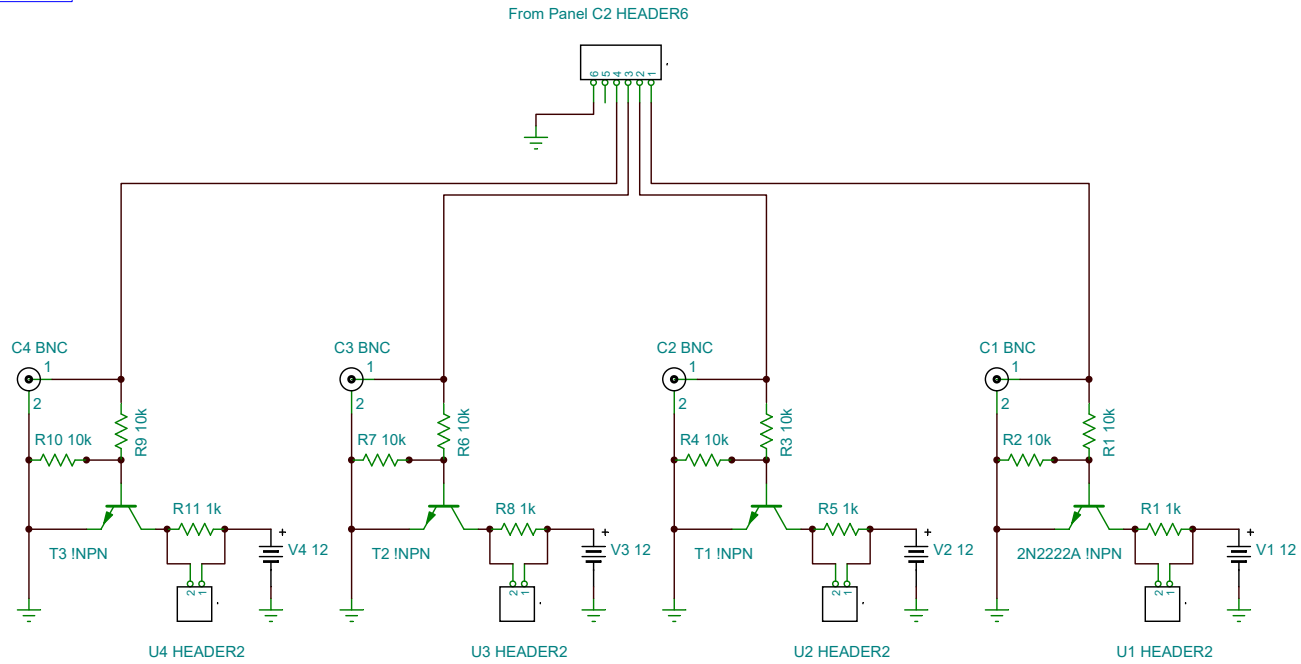 From Panel C2 HEADER6
6 5 4 3 2 1
C4 BNC C3 BNC C2 BNC C1 BNC
1 1 1 1
2 2 2 2
R10 10k R9 10k R7 10k R6 10k R4 10k R3 10k R2 10k R1 10k
R11 1k R8 1k R5 1k R1 1k
+ + + +
T3 !NPN V4 12 T2 !NPN V3 12 T1 !NPN V2 12 2N2222A !NPN V1 12
2 1 2 1 2 1 2 1
U4 HEADER2 U3 HEADER2 U2 HEADER2 U1 HEADER2